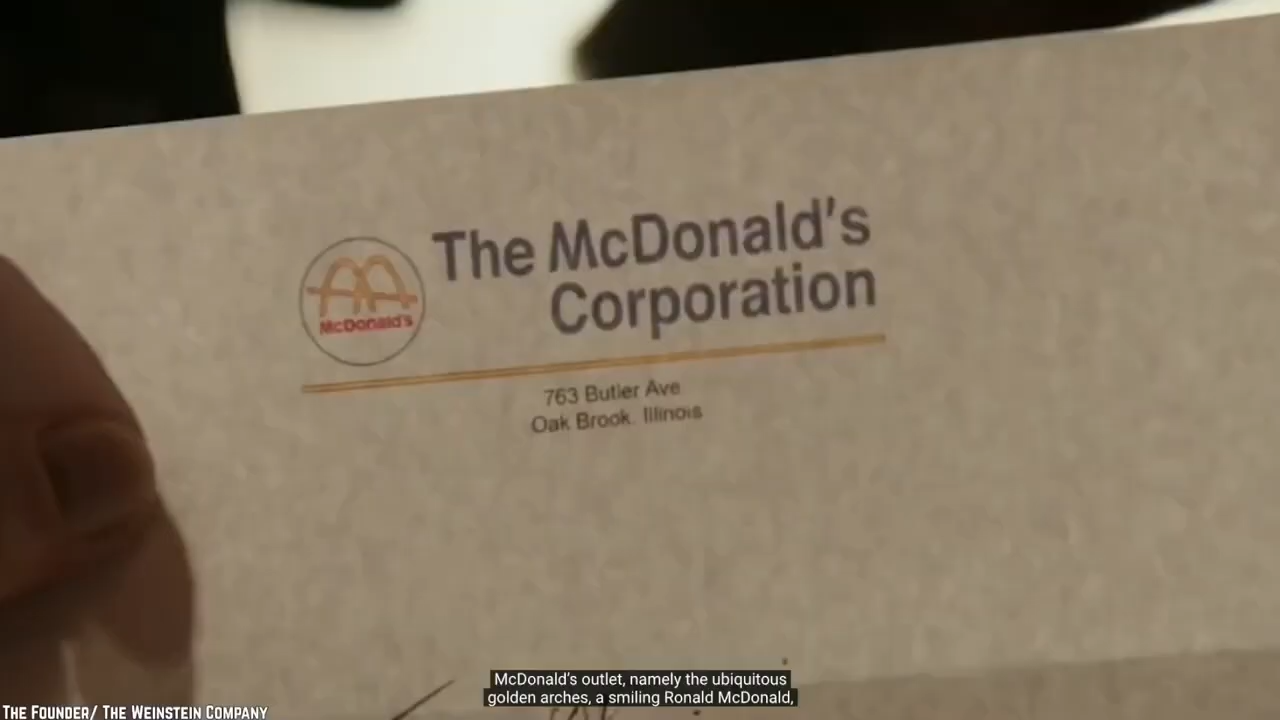 The McDonald's
Corporation
McDonald's
763 Butler Ave
Oak Brook, Illinois
McDonald's outlet, namely the ubiquitous
golden arches, a smiling Ronald McDonald,
THE FOUNDER/ THE WEINSTEIN COMPANY